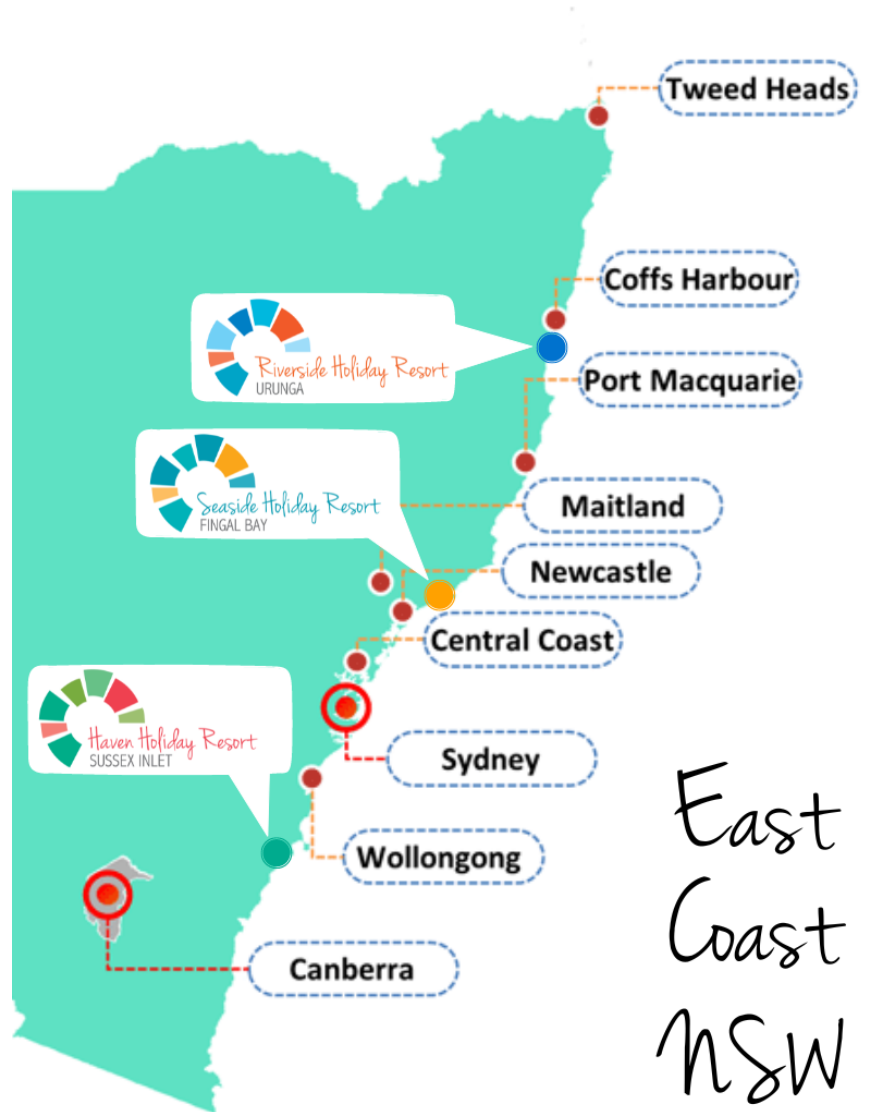 Tweed Heads
Coffs Harbour
Riverside Holiday Resort
URUNGA
Port Macquarie
Seaside Holiday Resort
FINGAL BAY
Maitland
Newcastle
Central Coast
Haven Holiday Resort
SUSSEX INLET
Sydney
Wollongong
Canberra
East
Coast
NSW